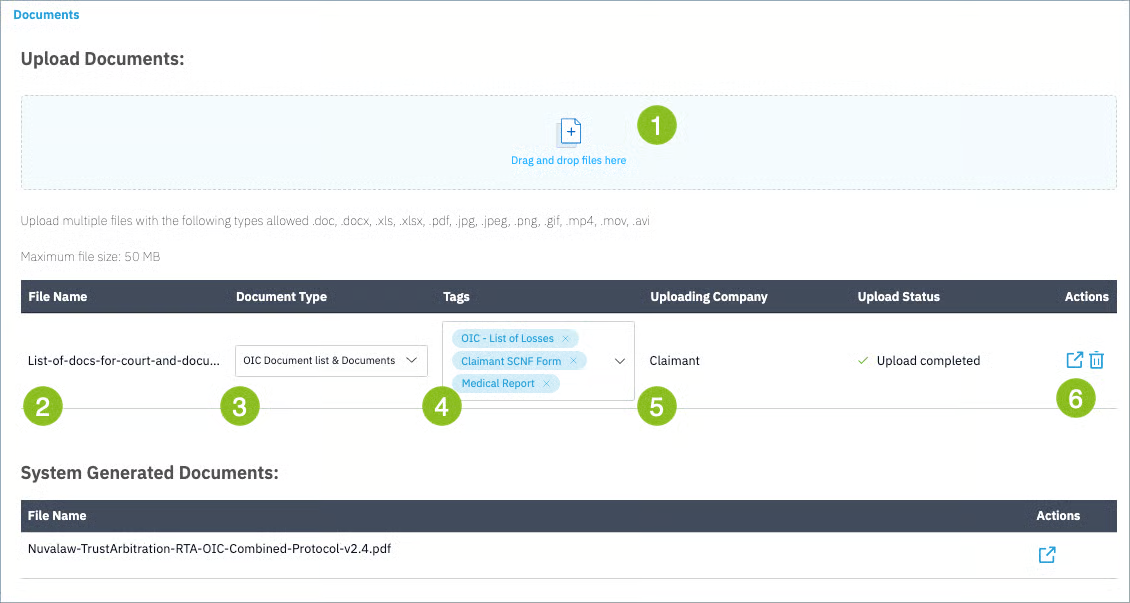 Documents
Upload Documents:
1
Drag and drop files here
Upload multiple files with the following types allowed .doc, .docx, .xls, .xlsx, .pdf, .jpg, .jpeg, .png, .gif, .mp4, .mov, .avi
Maximum file size: 50 MB
File Name Document Type Tags Uploading Company Upload Status Actions
OIC - List of Losses ×
List-of-docs-for-court-and-docu... OIC Document list & Documents Claimant SCNF Form × Claimant Upload completed
Medical Report ×
2 3 4 5 6
System Generated Documents:
File Name Actions
Nuvalaw-TrustArbitration-RTA-OIC-Combined-Protocol-v2.4.pdf